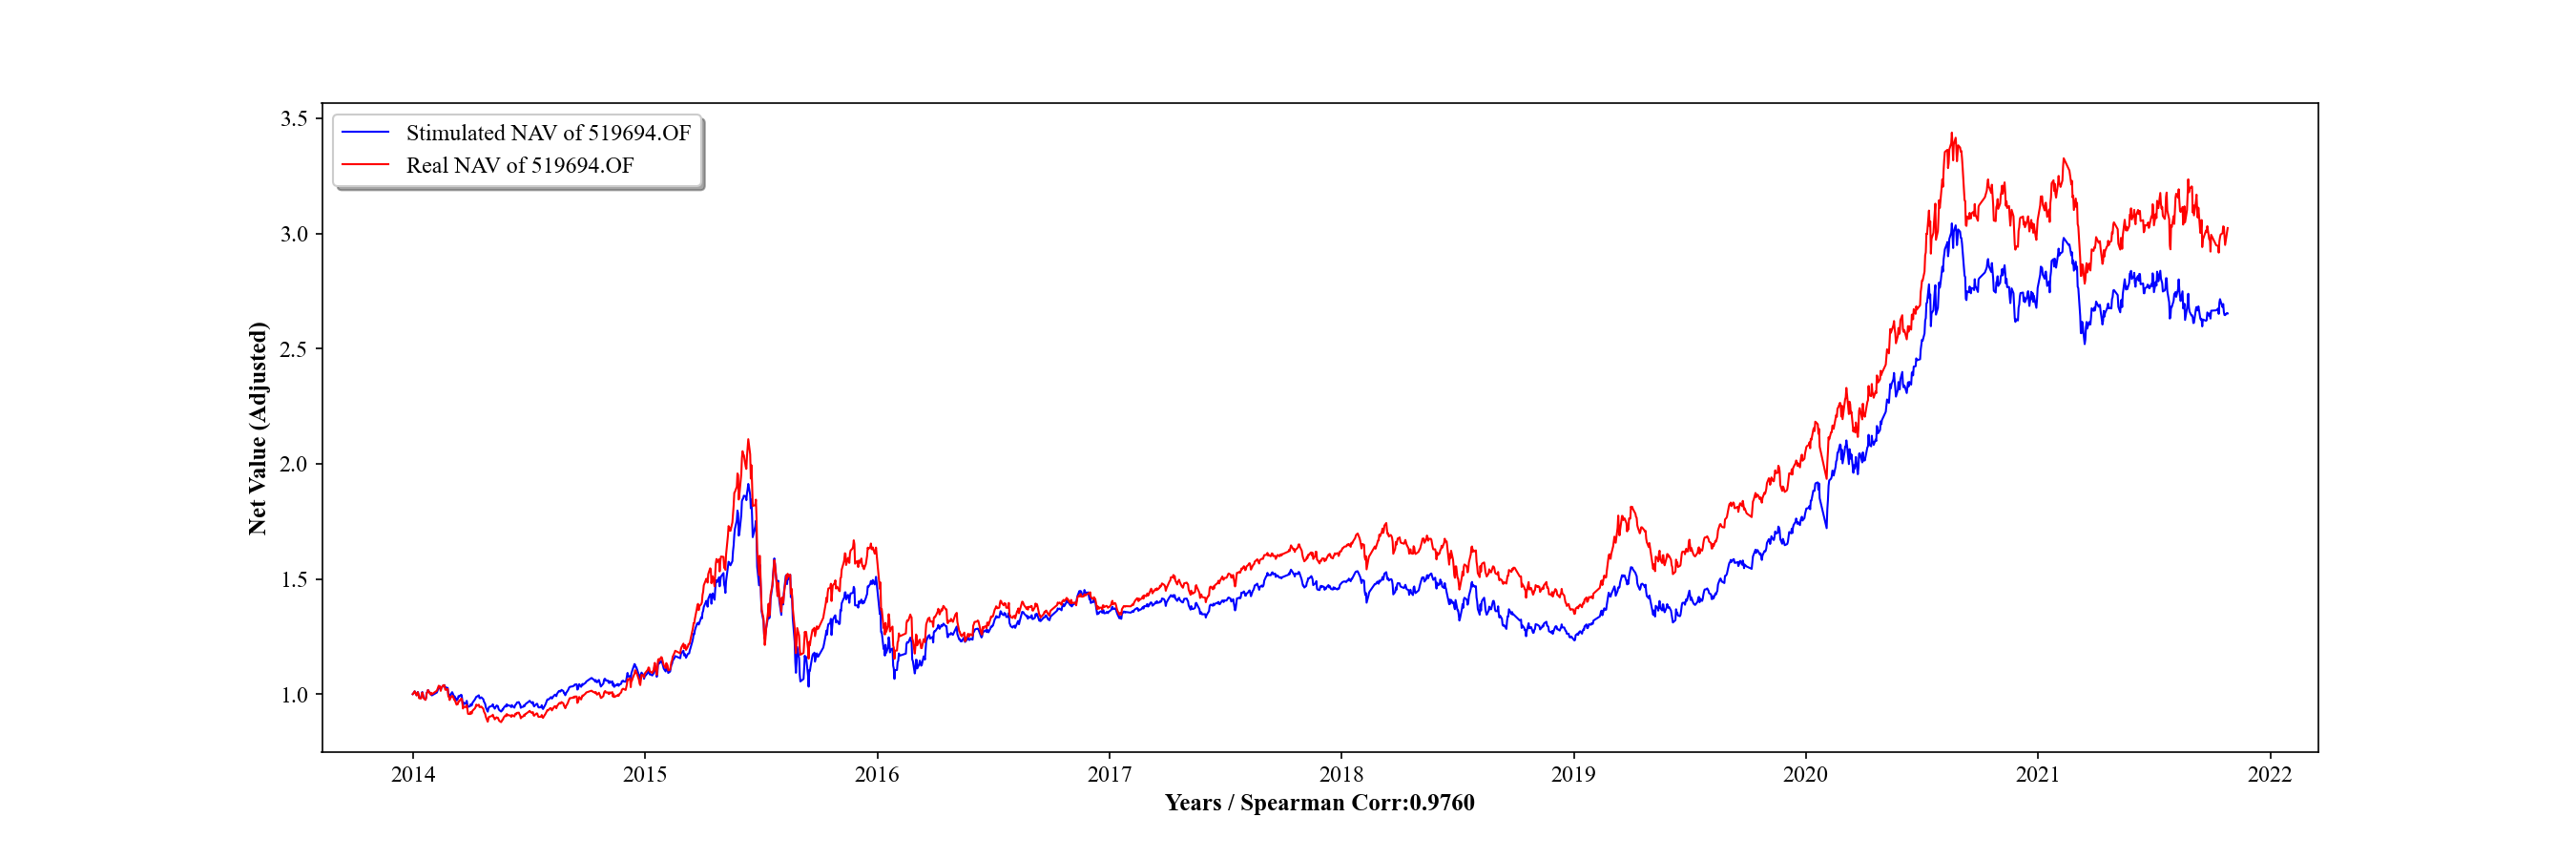 3.5
3.0
2.5
2.0
1.5
1.0
Net Value (Adjusted)
Stimulated NAV of 519694.OF
Real NAV of 519694.OF
2014 2015 2016 2017 2018 2019 2020 2021 2022
Years / Spearman Corr:0.9760